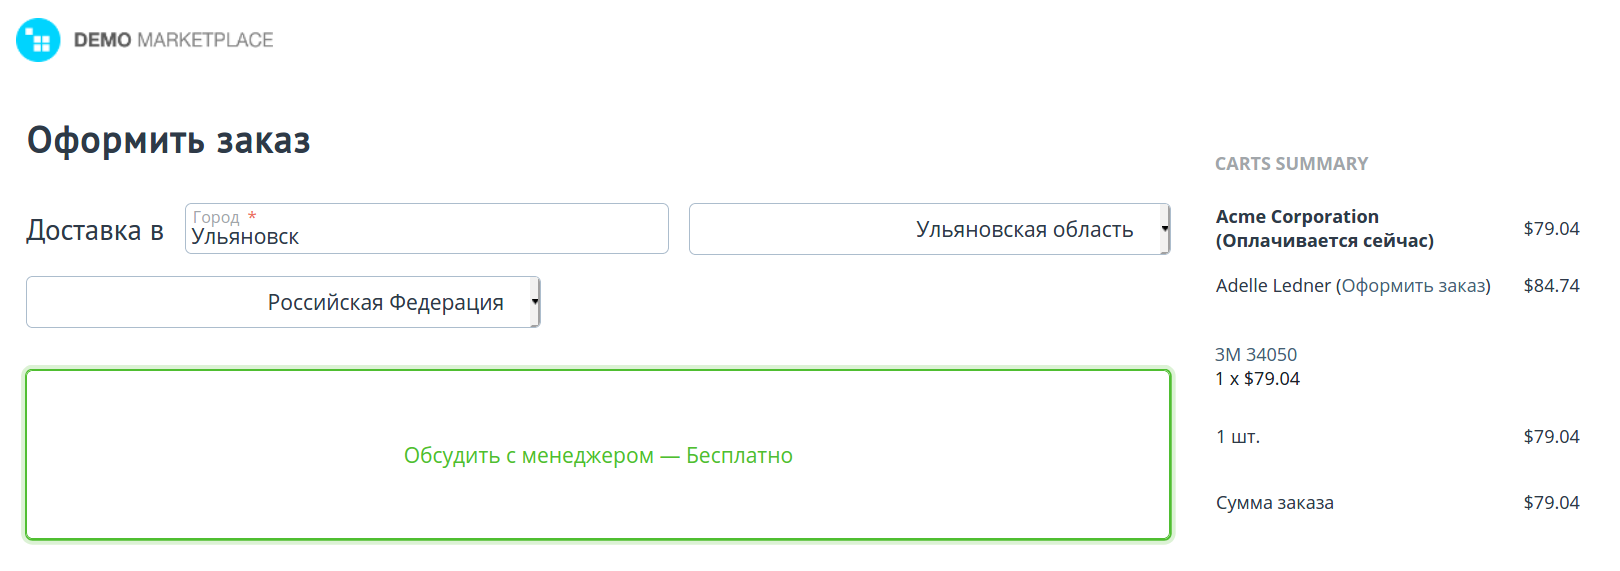 DEMO MARKETPLACE
Оформить заказ
Доставка в
Город *
Ульяновск
Ульяновская область
Российская Федерация
Обсудить с менеджером — Бесплатно
CARTS SUMMARY
Acme Corporation
(Оплачивается сейчас) $79.04
Adelle Ledner (Оформить заказ) $84.74
3M 34050
1 x $79.04
1 шт. $79.04
Сумма заказа $79.04